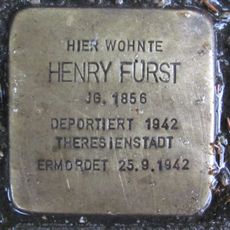 HIER WOHNTE
HENRY FÜRST
JG. 1856
DEPORTIERT 1942
THERESIENSTADT
ERMORDET 25.9.1942